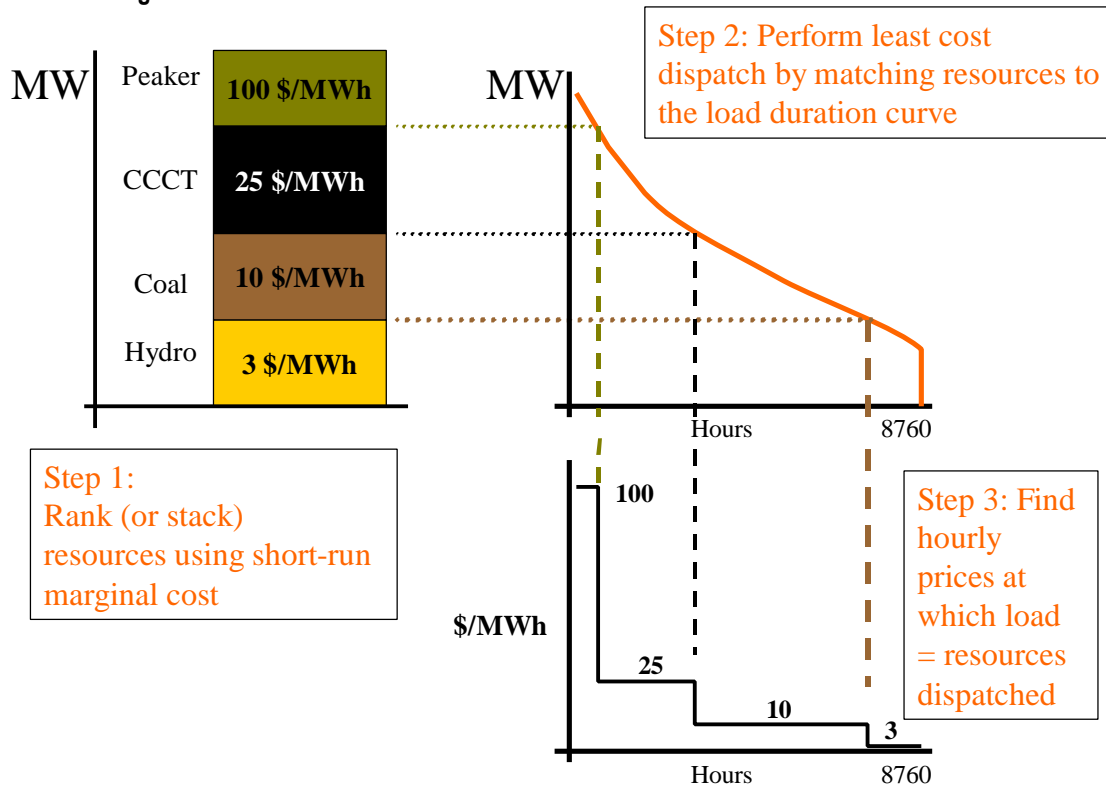 Step 2: Perform least cost
dispatch by matching resources to
the load duration curve
MW
Peaker
100 $/MWh
CCCT
25 $/MWh
Coal
10 $/MWh
Hydro
3 $/MWh
MW
Hours
8760
Step 1:
Rank (or stack)
resources using short-run
marginal cost
$/MWh
100
25
10
3
Hours
8760
Step 3: Find
hourly
prices at
which load
= resources
dispatched